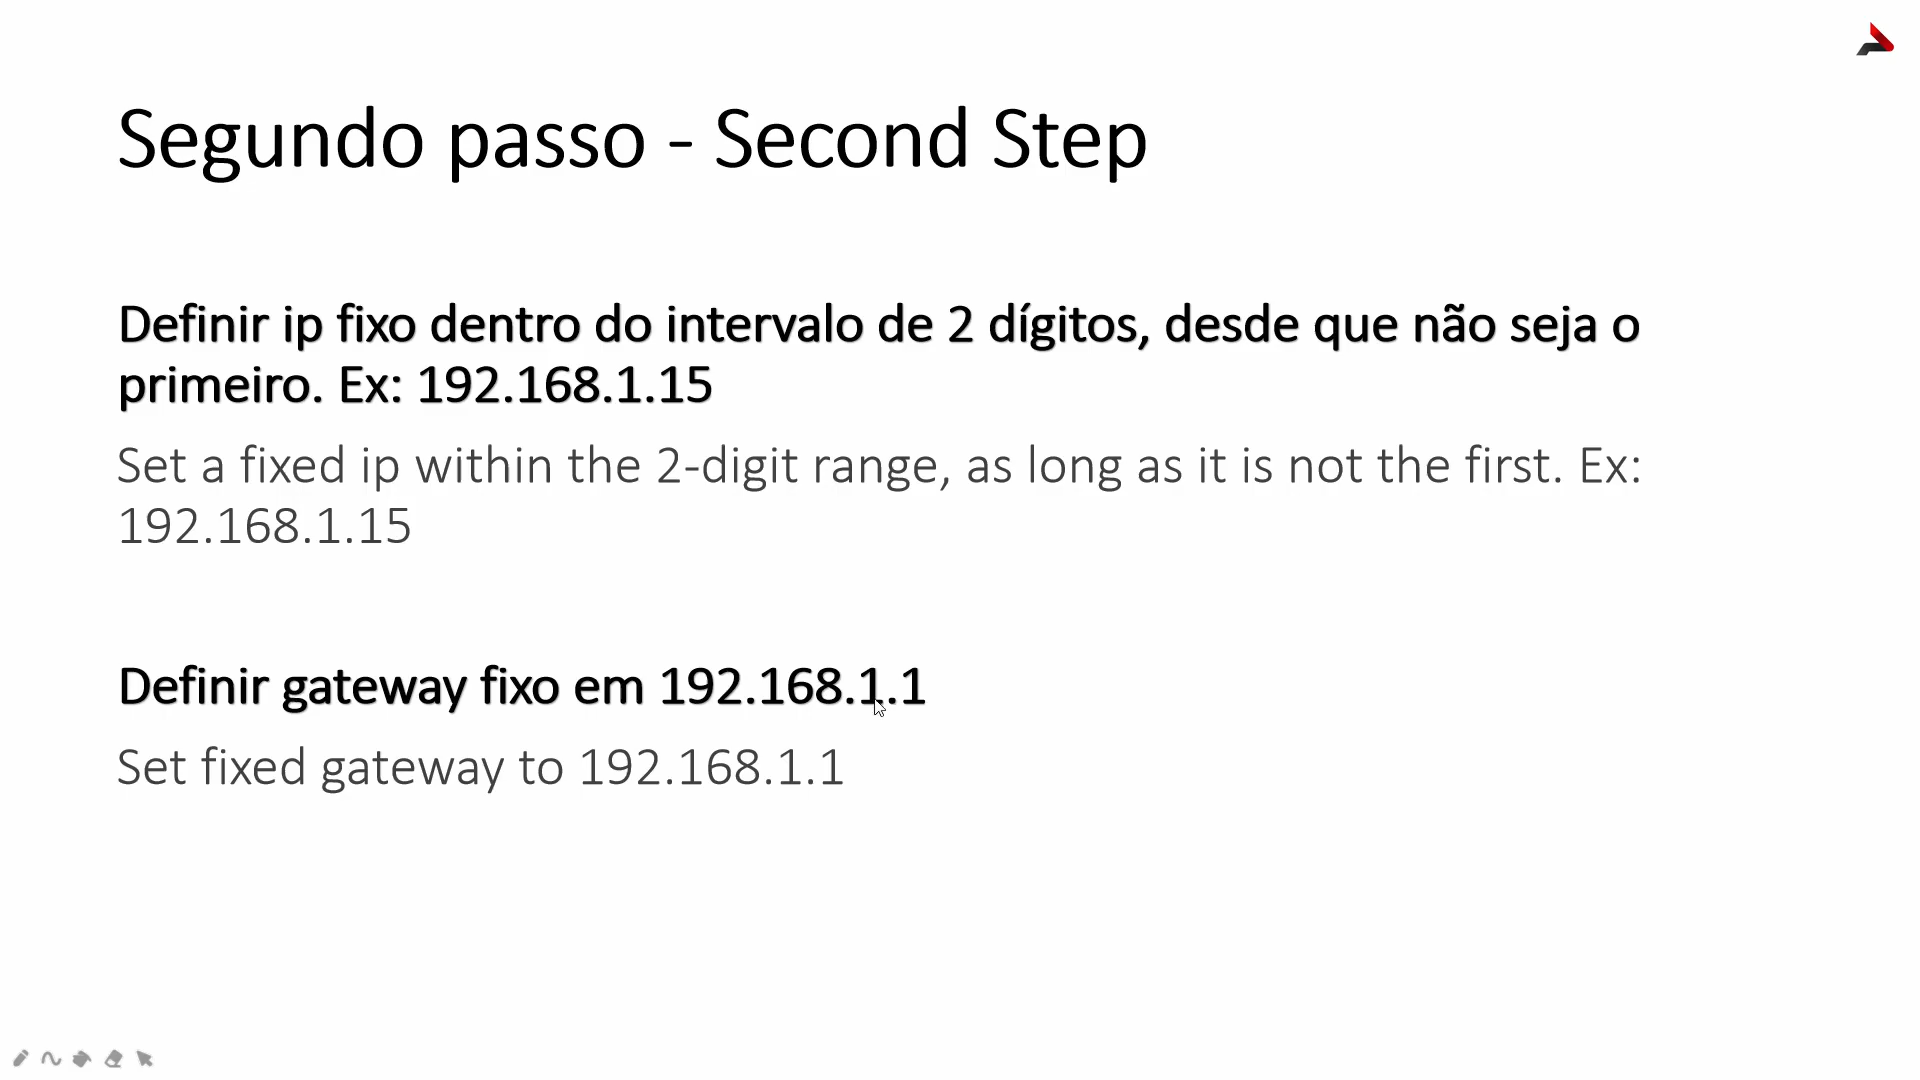 Segundo passo - Second Step
Definir ip fixo dentro do intervalo de 2 dígitos, desde que não seja o
primeiro. Ex: 192.168.1.15
Set a fixed ip within the 2-digit range, as long as it is not the first. Ex:
192.168.1.15
Definir gateway fixo em 192.168.1.1
Set fixed gateway to 192.168.1.1